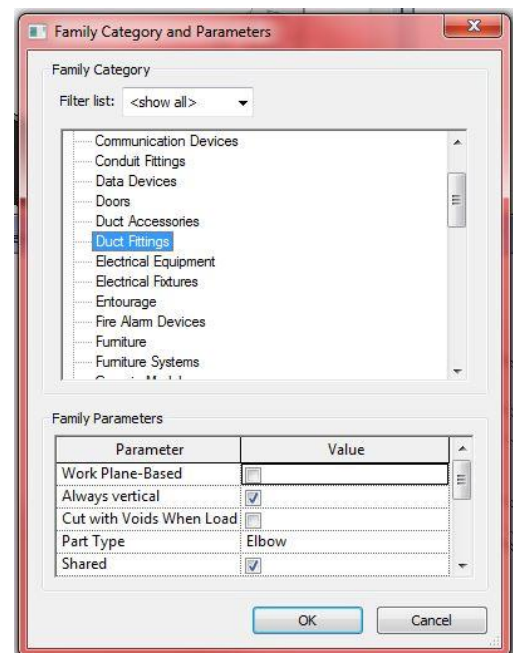 Family Category and Parameters
Family Category
Filter list: <show all>
Communication Devices
Conduit Fittings
Data Devices
Doors
Duct Accessories
Duct Fittings
Electrical Equipment
Electrical Fixtures
Entourage
Fire Alarm Devices
Furniture
Furniture Systems
Family Parameters
Parameter Value
Work Plane-Based
Always vertical
Cut with Voids When Load
Part Type Elbow
Shared
OK Cancel